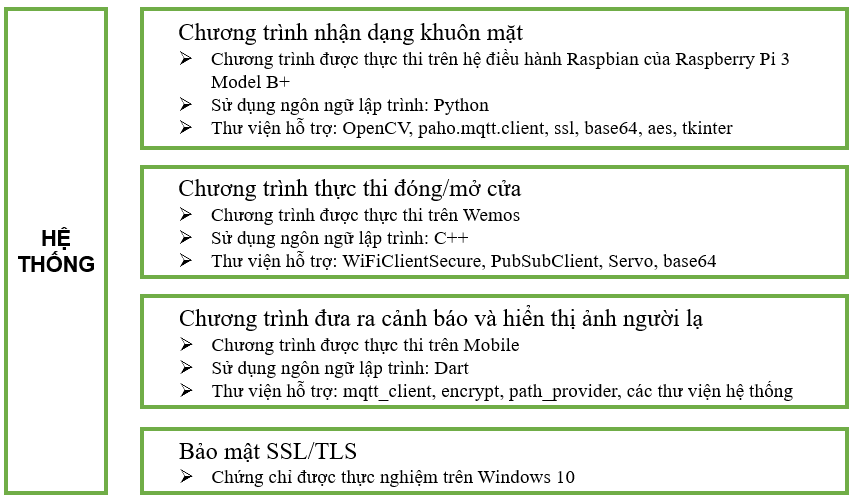 HỆ
THỐNG
Chương trình nhận dạng khuôn mặt
➢ Chương trình được thực thi trên hệ điều hành Raspbian của Raspberry Pi 3
Model B+
➢ Sử dụng ngôn ngữ lập trình: Python
➢ Thư viện hỗ trợ: OpenCV, paho.mqtt.client, ssl, base64, aes, tkinter
Chương trình thực thi đóng/mở cửa
➢ Chương trình được thực thi trên Wemos
➢ Sử dụng ngôn ngữ lập trình: C++
➢ Thư viện hỗ trợ: WiFiClientSecure, PubSubClient, Servo, base64
Chương trình đưa ra cảnh báo và hiển thị ảnh người lạ
➢ Chương trình được thực thi trên Mobile
➢ Sử dụng ngôn ngữ lập trình: Dart
➢ Thư viện hỗ trợ: mqtt_client, encrypt, path_provider, các thư viện hệ thống
Bảo mật SSL/TLS
➢ Chứng chỉ được thực nghiệm trên Windows 10